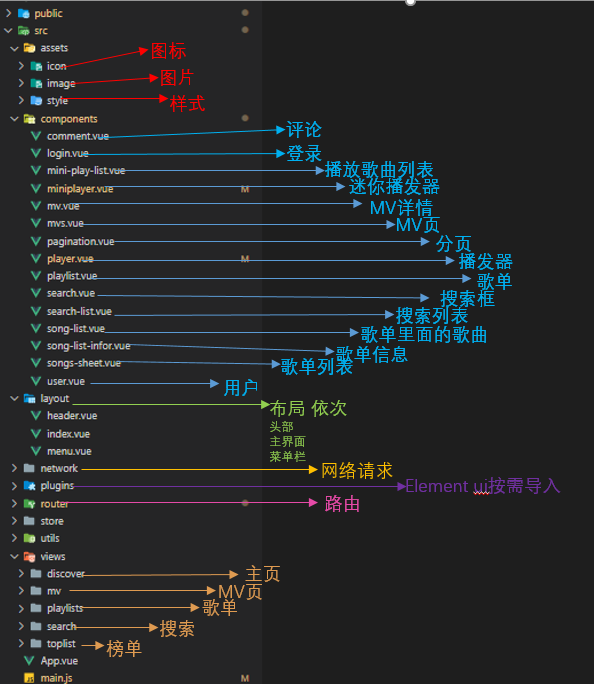 public
src
assets
icon 图标
image 图片
style 样式
components
comment.vue 评论
login.vue 登录
mini-play-list.vue 播放歌曲列表
miniplayer.vue M 迷你播发器
mv.vue MV详情
mvs.vue MV页
pagination.vue 分页
player.vue M 播发器
playlist.vue 歌单
search.vue 搜索框
search-list.vue 搜索列表
song-list.vue 歌单里面的歌曲
song-list-infor.vue 歌单信息
songs-sheet.vue 歌单列表
user.vue 用户
layout 布局 依次
header.vue 头部
index.vue 主界面
menu.vue 菜单栏
network 网络请求
plugins Element ui按需导入
router 路由
store
utils
views
discover 主页
mv MV页
playlists 歌单
search 搜索
toplist 榜单
App.vue
main.js M